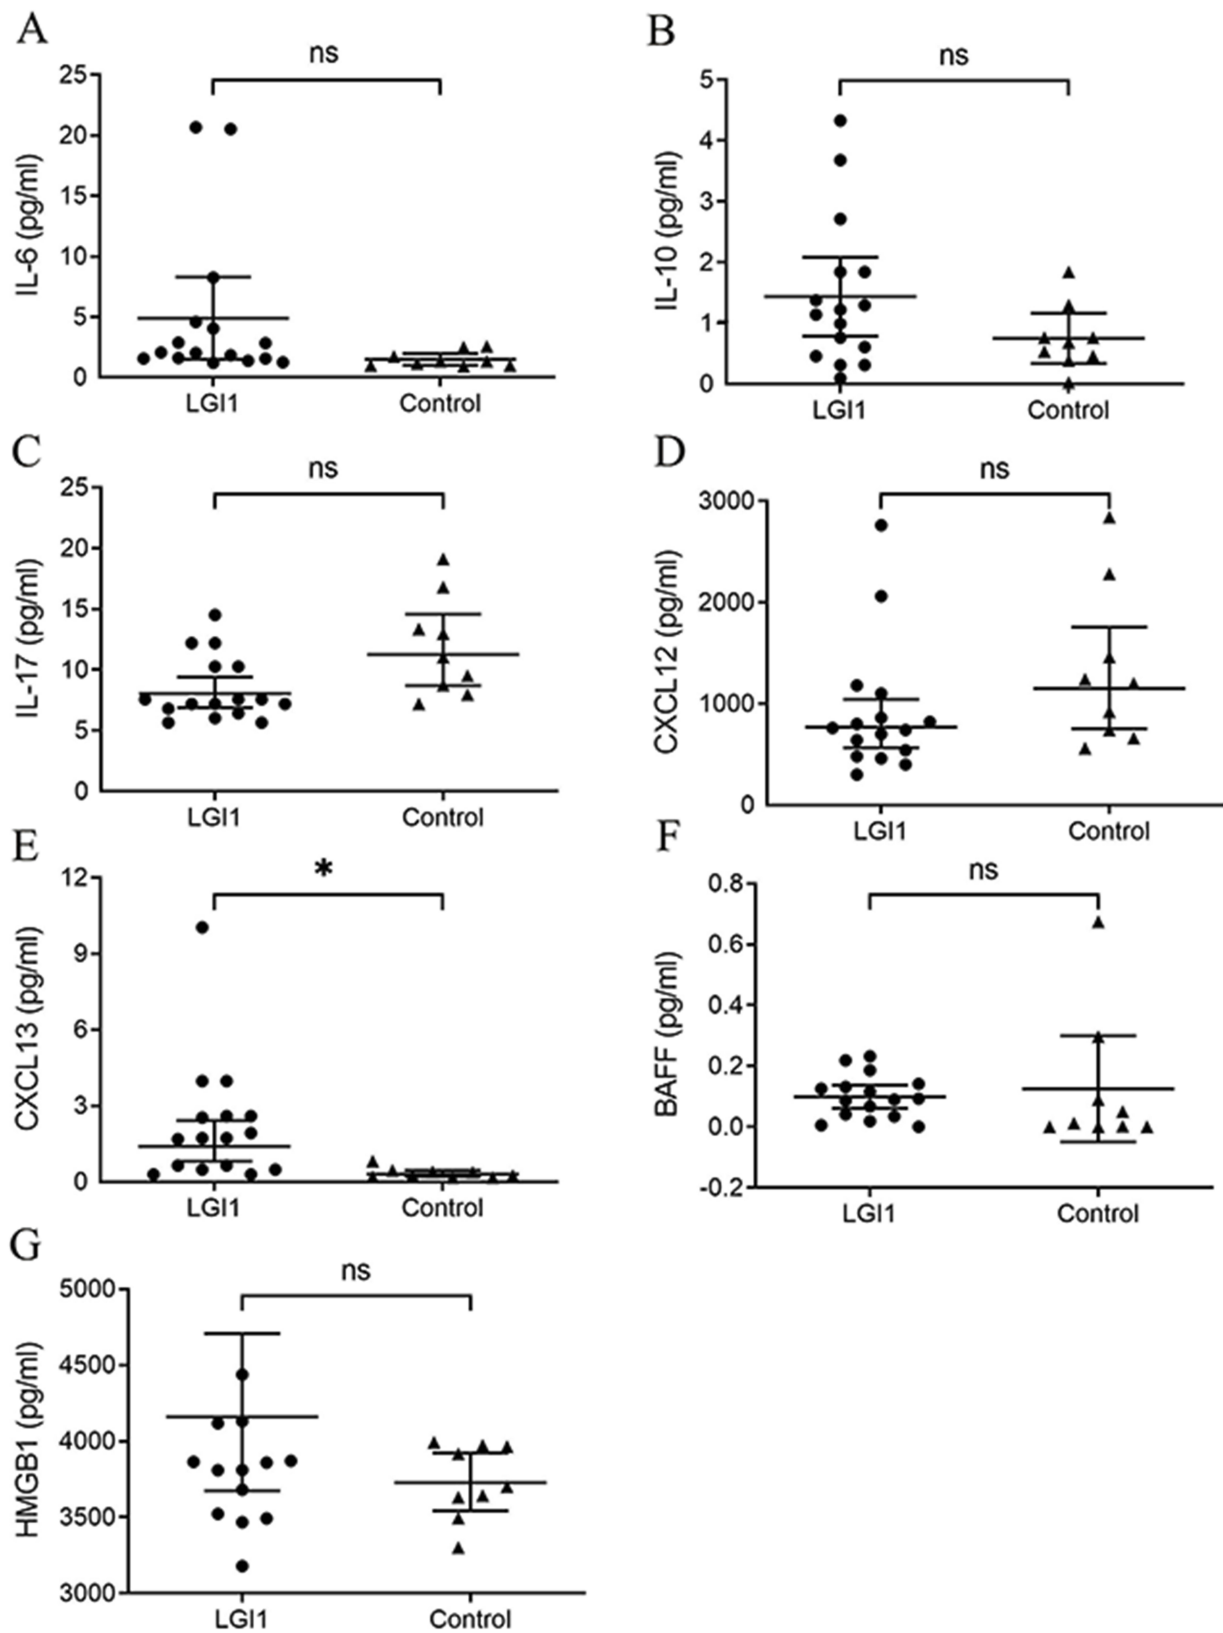 A
ns
IL-6 (pg/ml)
25
20
15
10
5
0
LGI1 Control
B
ns
IL-10 (pg/ml)
5
4
3
2
1
0
LGI1 Control
C
ns
IL-17 (pg/ml)
25
20
15
10
5
0
LGI1 Control
D
ns
CXCL12 (pg/ml)
3000
2000
1000
0
LGI1 Control
E
*
CXCL13 (pg/ml)
12
9
6
3
0
LGI1 Control
F
ns
BAFF (pg/ml)
0.8
0.6
0.4
0.2
0.0
-0.2
LGI1 Control
G
ns
HMGB1 (pg/ml)
5000
4500
4000
3500
3000
LGI1 Control